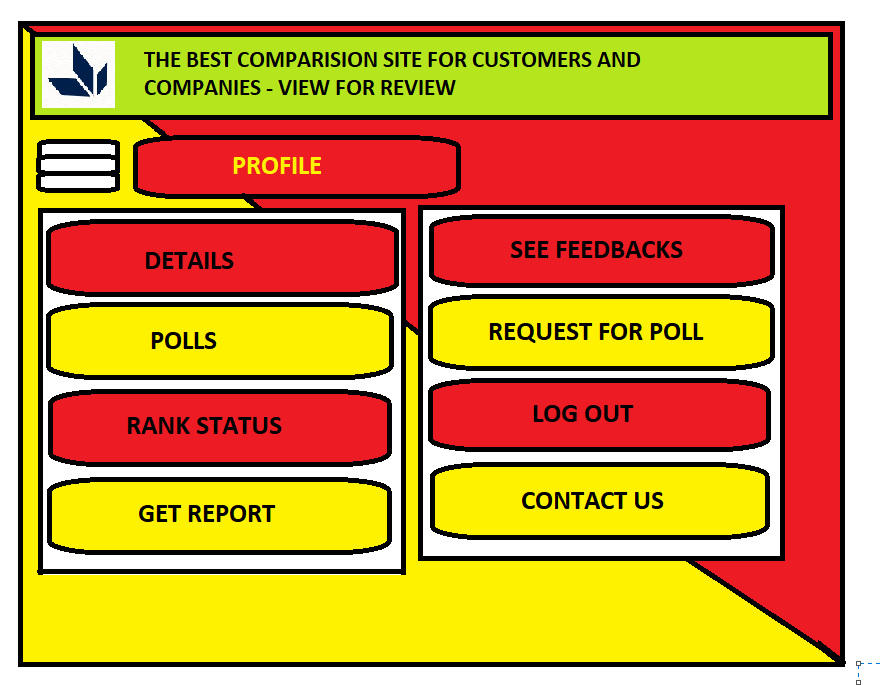 THE BEST COMPARISION SITE FOR CUSTOMERS AND
COMPANIES - VIEW FOR REVIEW
PROFILE
DETAILS
POLLS
RANK STATUS
GET REPORT
SEE FEEDBACKS
REQUEST FOR POLL
LOG OUT
CONTACT US